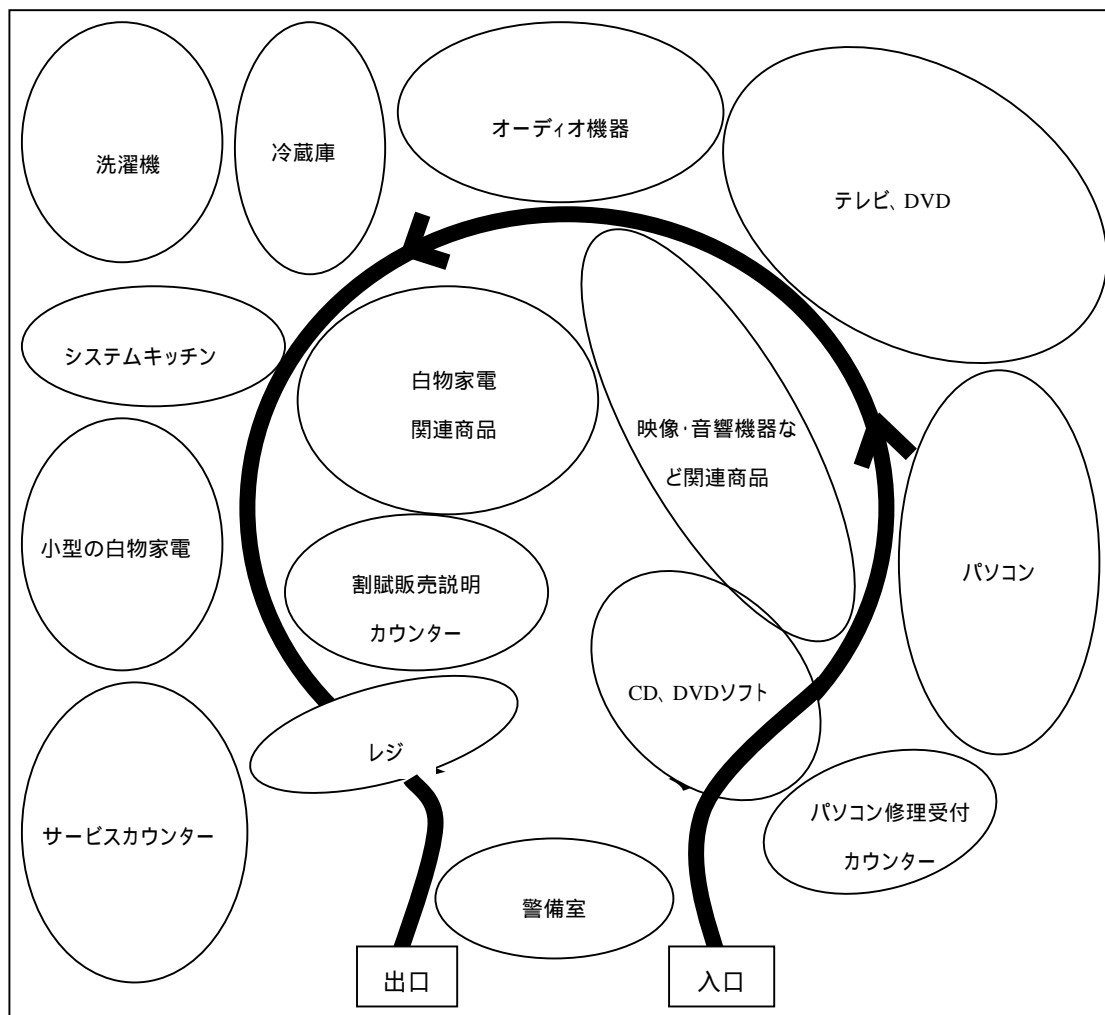 オーディオ機器
洗濯機
冷蔵庫
テレビ、DVD
システムキッチン
白物家電
関連商品
映像・音響機器な
ど関連商品
小型の白物家電
パソコン
割賦販売説明
カウンター
CD、DVDソフト
レジ
サービスカウンター
パソコン修理受付
カウンター
警備室
出口
入口